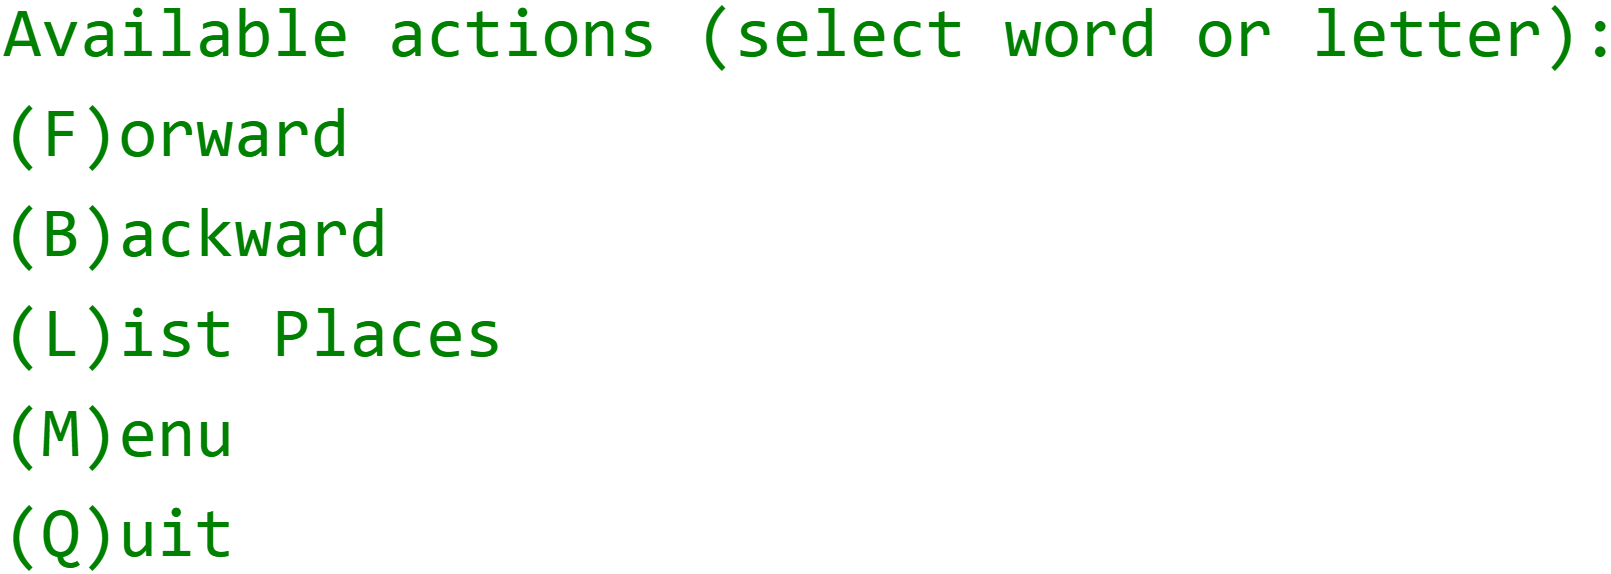 Available actions (select word or letter):
(F)orward
(B)ackward
(L)ist Places
(M)enu
(Q)uit